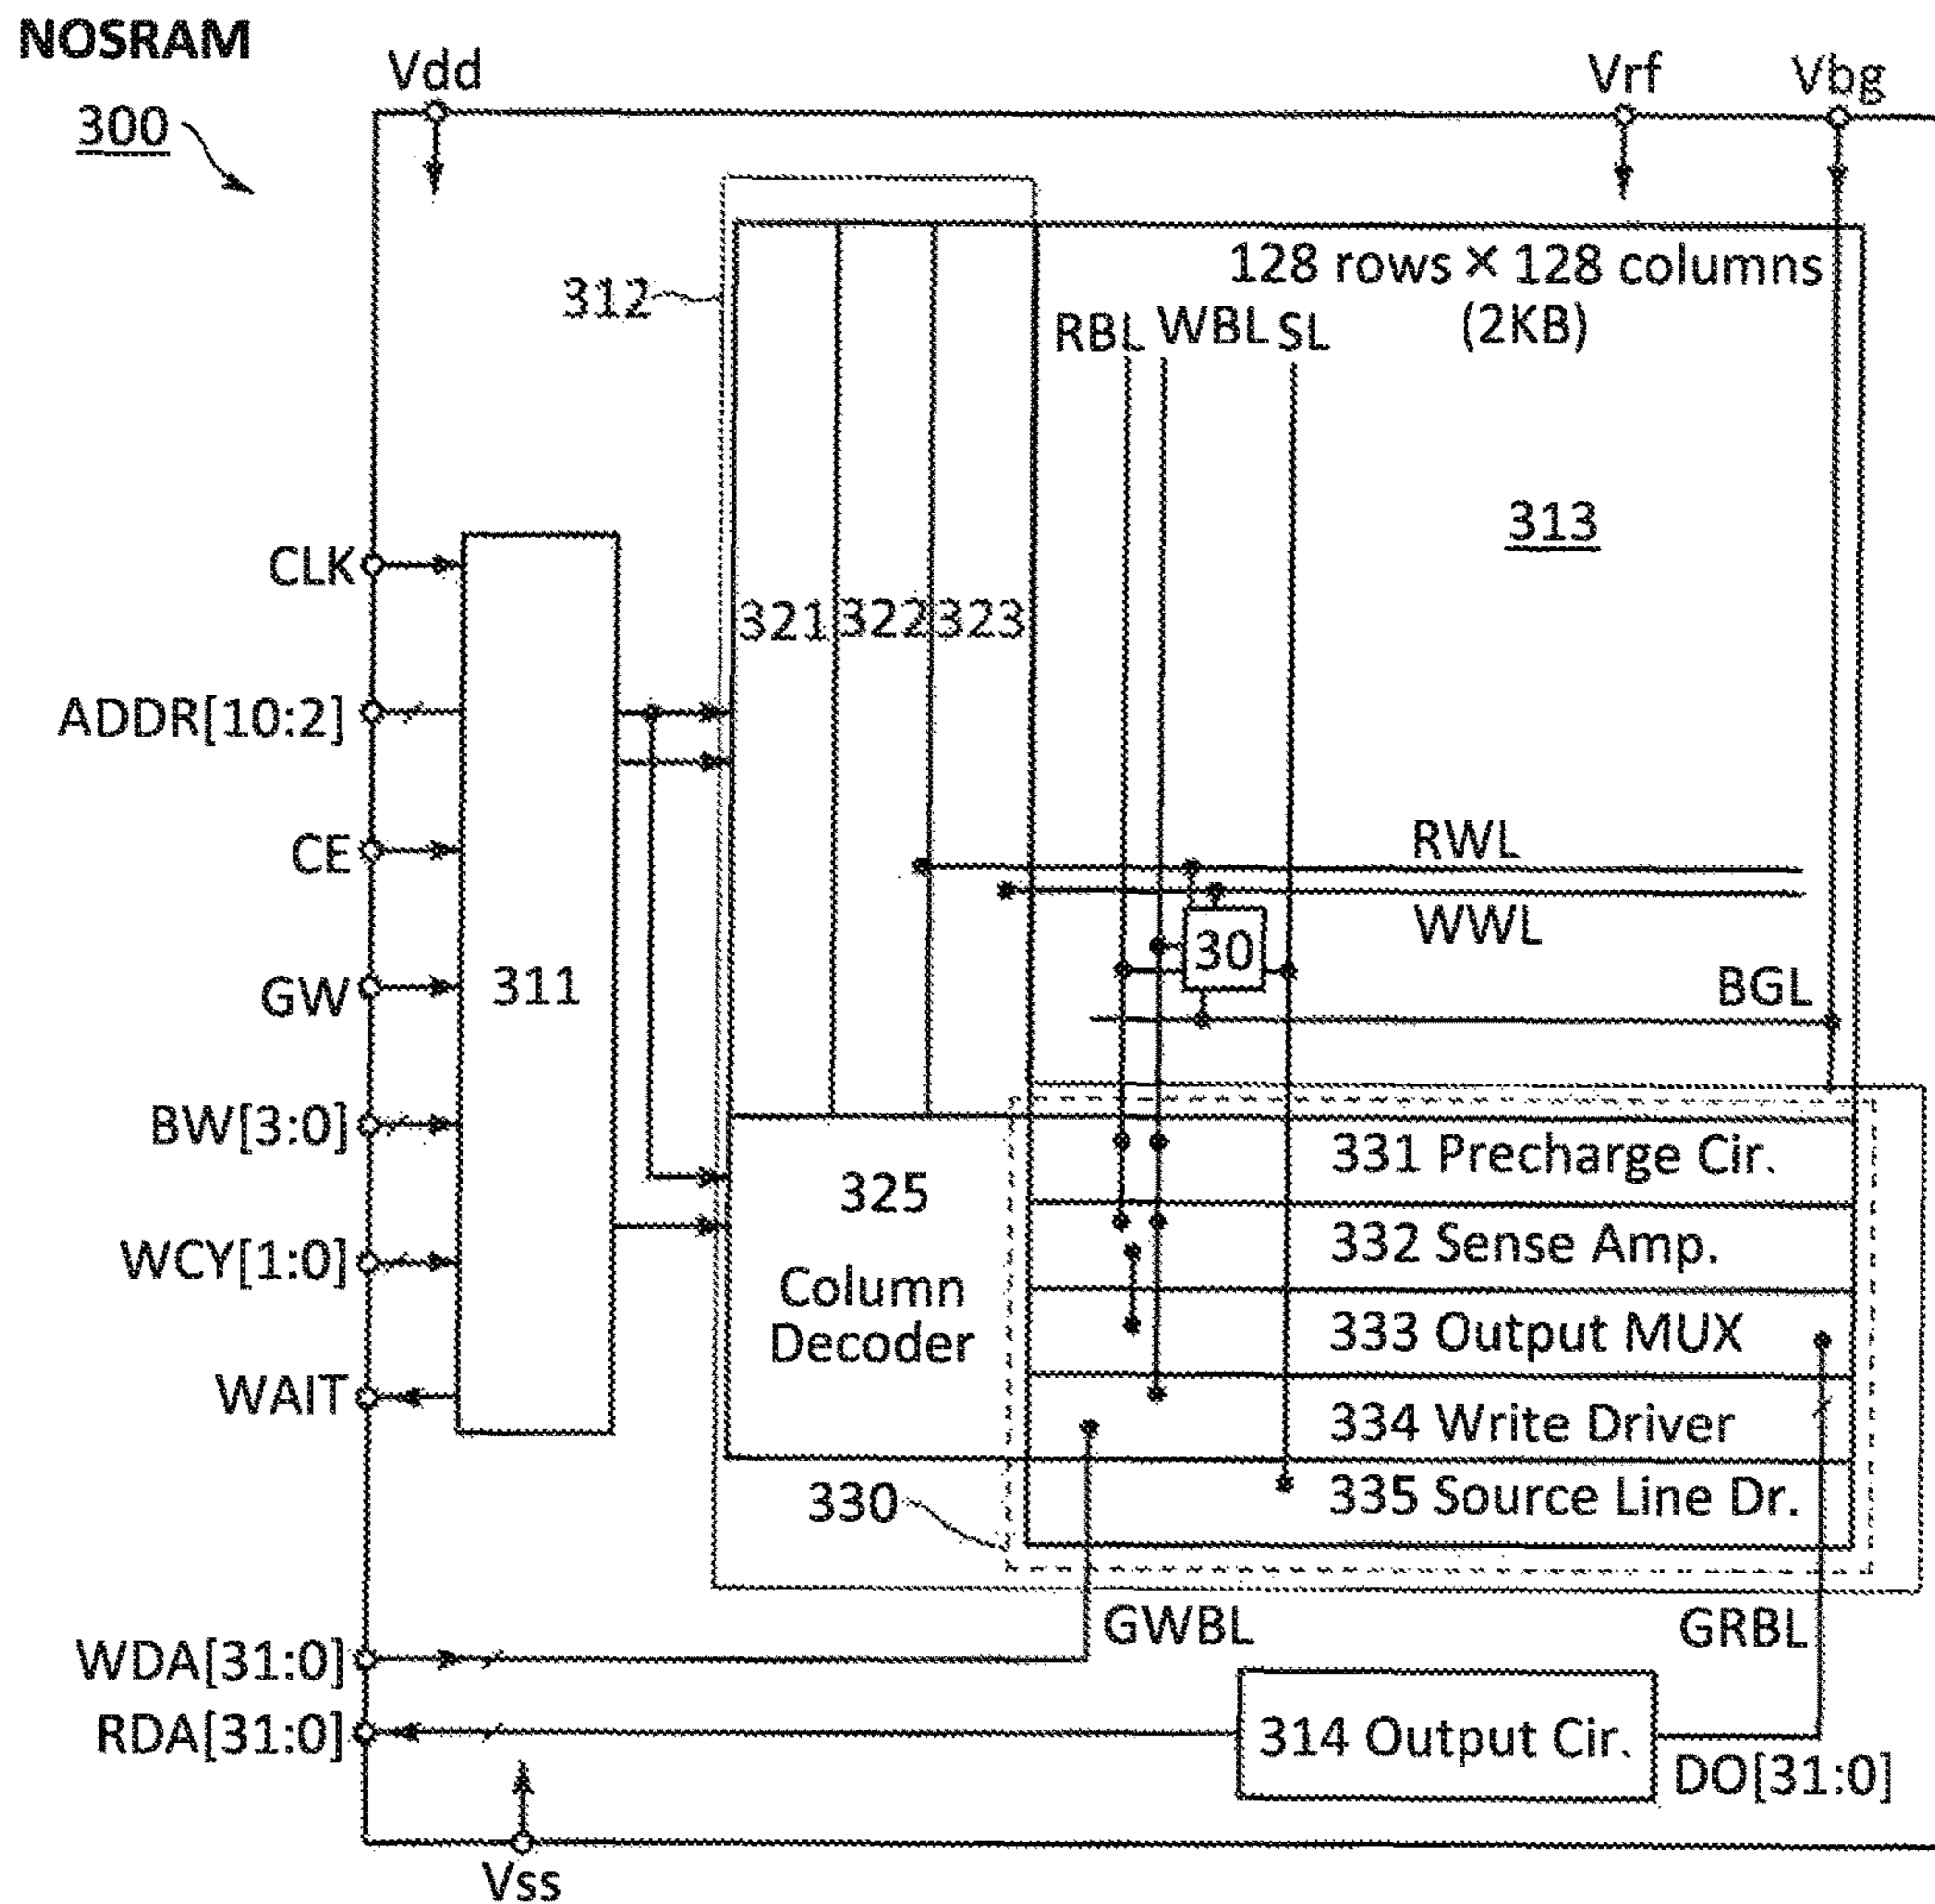 NOSRAM
300
Vdd
Vrf
Vbg
128 rows × 128 columns
(2KB)
312
RBL
WBL
SL
313
CLK
321
322
323
ADDR[10:2]
CE
RWL
WWL
30
GW
311
BGL
BW[3:0]
331 Precharge Cir.
325
Column
Decoder
332 Sense Amp.
WCY[1:0]
333 Output MUX
WAIT
334 Write Driver
330
335 Source Line Dr.
GWBL
GRBL
WDA[31:0]
RDA[31:0]
314 Output Cir.
DO[31:0]
Vss